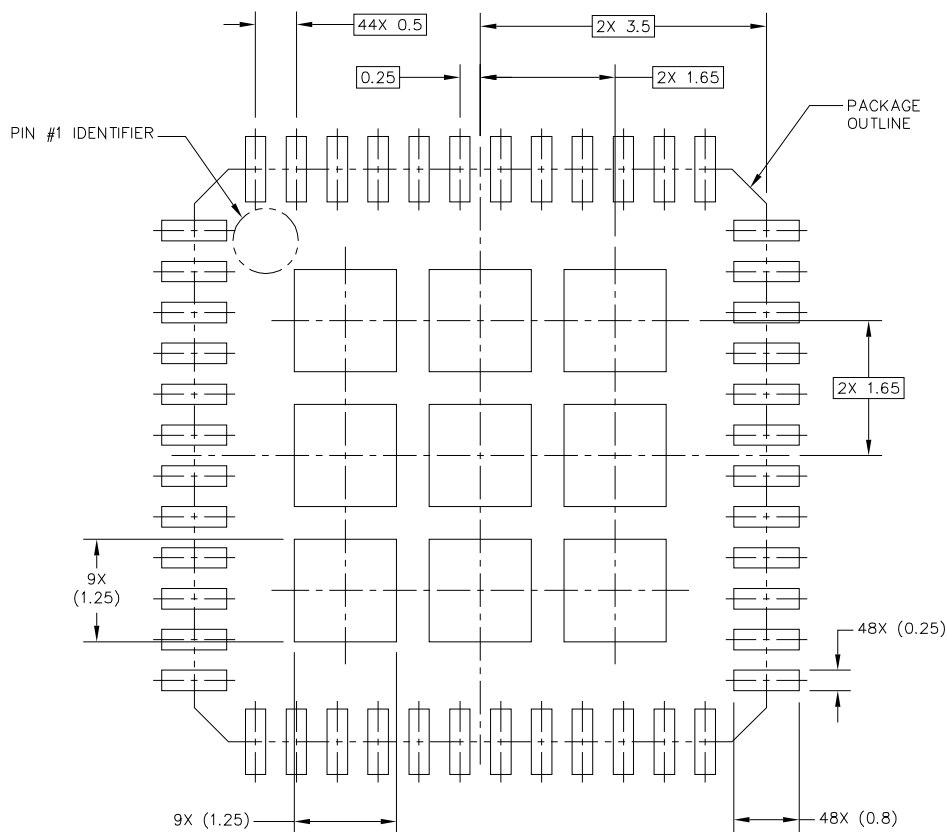 44X 0.5
2X 3.5
0.25
2X 1.65
PIN #1 IDENTIFIER
PACKAGE
OUTLINE
2X 1.65
9X
(1.25)
48X (0.25)
9X (1.25)
48X (0.8)